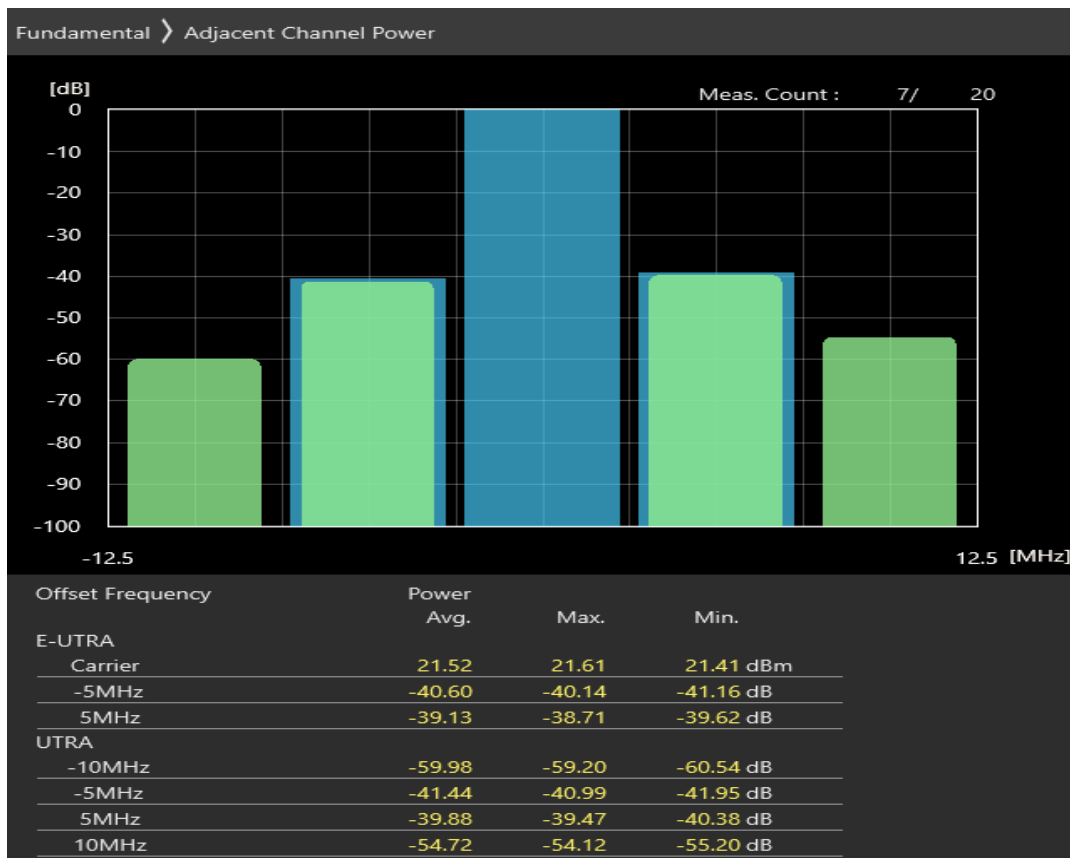 Fundamental 〉 Adjacent Channel Power
[dB]
Meas. Count : 7/ 20
0
-10
-20
-30
-40
-50
-60
-70
-80
-90
-100
-12.5 12.5 [MHz]
Offset Frequency Power
Avg. Max. Min.
E-UTRA
Carrier 21.52 21.61 21.41 dBm
-5MHz -40.60 -40.14 -41.16 dB
5MHz -39.13 -38.71 -39.62 dB
UTRA
-10MHz -59.98 -59.20 -60.54 dB
-5MHz -41.44 -40.99 -41.95 dB
5MHz -39.88 -39.47 -40.38 dB
10MHz -54.72 -54.12 -55.20 dB